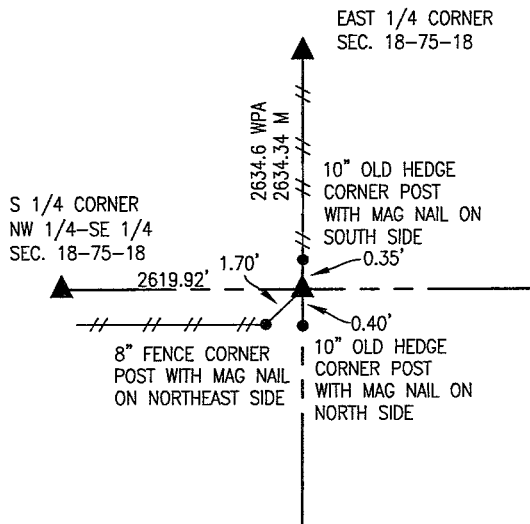 EAST 1/4 CORNER
SEC. 18-75-18
2634.6 WPA
2634.34 M
10" OLD HEDGE
CORNER POST
WITH MAG NAIL ON
SOUTH SIDE
S 1/4 CORNER
NW 1/4-SE 1/4
SEC. 18-75-18
0.35'
1.70'
2619.92'
0.40'
8" FENCE CORNER
POST WITH MAG NAIL
ON NORTHEAST SIDE
10" OLD HEDGE
CORNER POST
WITH MAG NAIL ON
NORTH SIDE